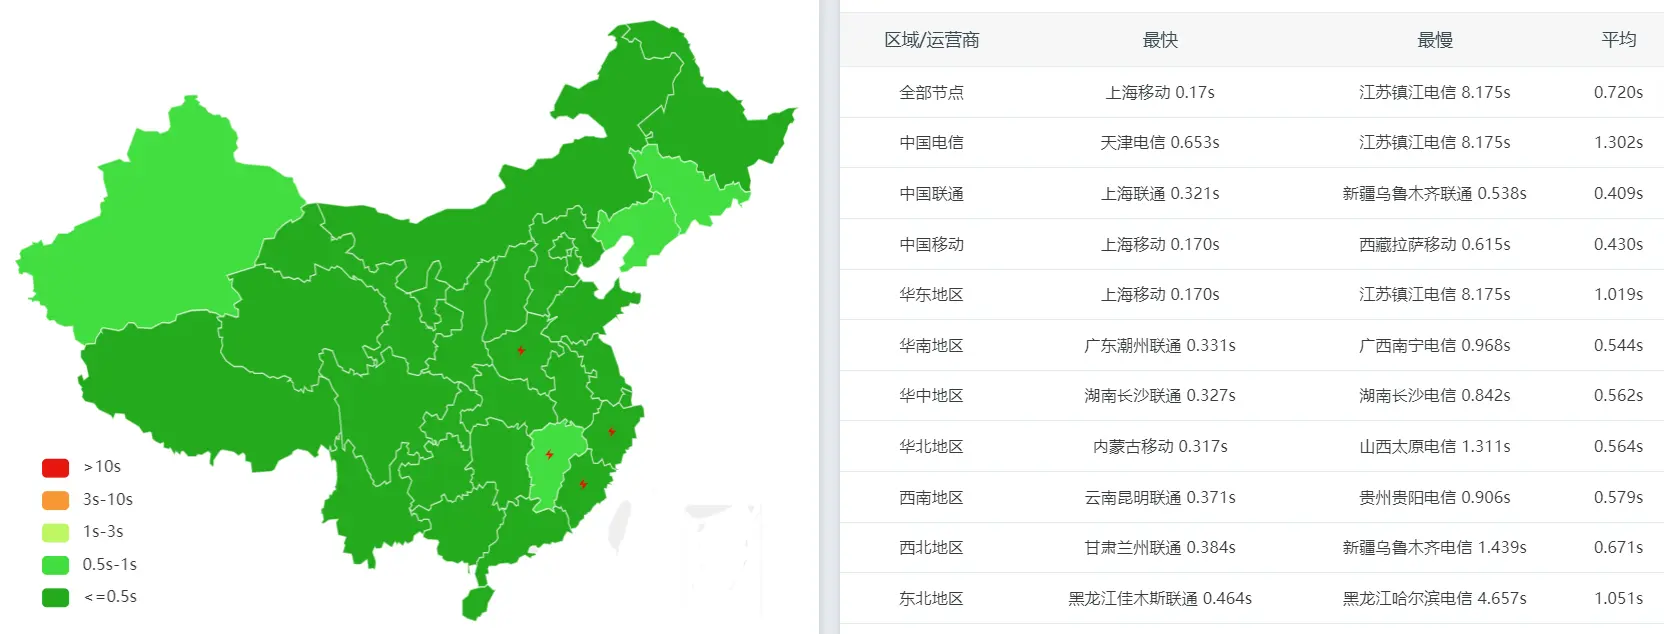 >10s
3s-10s
1s-3s
0.5s-1s
<=0.5s
区域/运营商 最快 最慢 平均
全部节点 上海移动 0.17s 江苏镇江电信 8.175s 0.720s
中国电信 天津电信 0.653s 江苏镇江电信 8.175s 1.302s
中国联通 上海联通 0.321s 新疆乌鲁木齐联通 0.538s 0.409s
中国移动 上海移动 0.170s 西藏拉萨移动 0.615s 0.430s
华东地区 上海移动 0.170s 江苏镇江电信 8.175s 1.019s
华南地区 广东潮州联通 0.331s 广西南宁电信 0.968s 0.544s
华中地区 湖南长沙联通 0.327s 湖南长沙电信 0.842s 0.562s
华北地区 内蒙古移动 0.317s 山西太原电信 1.311s 0.564s
西南地区 云南昆明联通 0.371s 贵州贵阳电信 0.906s 0.579s
西北地区 甘肃兰州联通 0.384s 新疆乌鲁木齐电信 1.439s 0.671s
东北地区 黑龙江佳木斯联通 0.464s 黑龙江哈尔滨电信 4.657s 1.051s